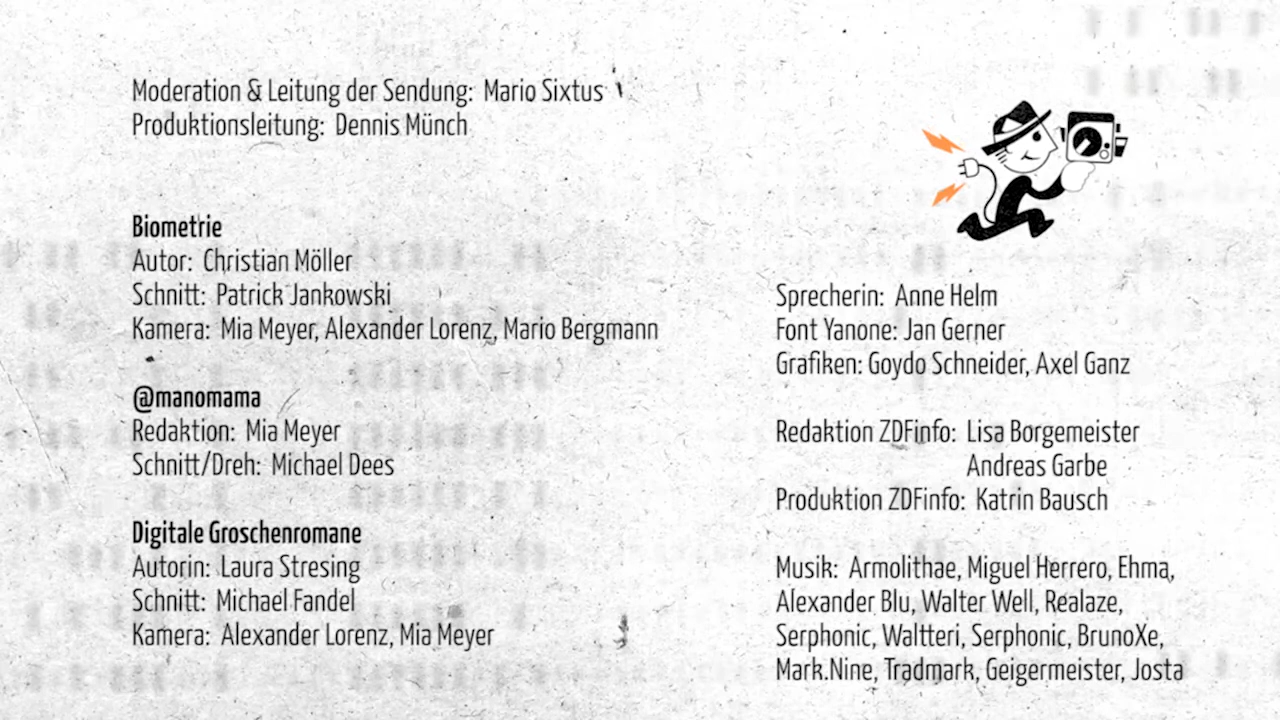 Moderation & Leitung der Sendung: Mario Sixtus
Produktionsleitung: Dennis Münch
Biometrie
Autor: Christian Möller
Schnitt: Patrick Jankowski
Kamera: Mia Meyer, Alexander Lorenz, Mario Bergmann
@manomama
Redaktion: Mia Meyer
Schnitt/Dreh: Michael Dees
Digitale Groschenromane
Autorin: Laura Stresing
Schnitt: Michael Fandel
Kamera: Alexander Lorenz, Mia Meyer
Sprecherin: Anne Helm
Font Yanone: Jan Gerner
Grafiken: Goydo Schneider, Axel Ganz
Redaktion ZDFinfo: Lisa Borgemeister
Andreas Garbe
Produktion ZDFinfo: Katrin Bausch
Musik: Armolithae, Miguel Herrero, Ehma,
Alexander Blu, Walter Well, Realaze,
Serphonic, Waltteri, Serphonic, BrunoXe,
Mark.Nine, Tradmark, Geigermeister, Josta